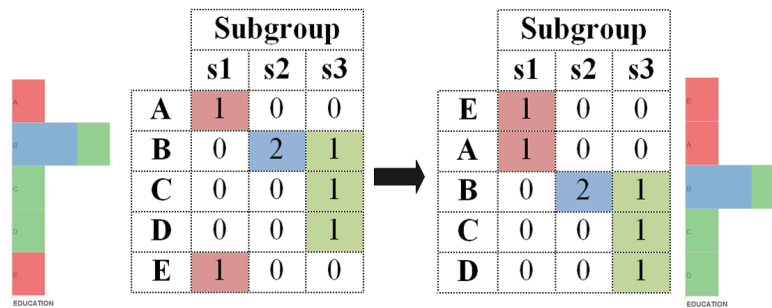 Subgroup
s1 s2 s3
A 1 0 0
B 0 2 1
C 0 0 1
D 0 0 1
E 1 0 0
Subgroup
s1 s2 s3
E 1 0 0
A 1 0 0
B 0 2 1
C 0 0 1
D 0 0 1
A
B
C
D
E
EDUCATION
E
A
B
C
D
EDUCATION